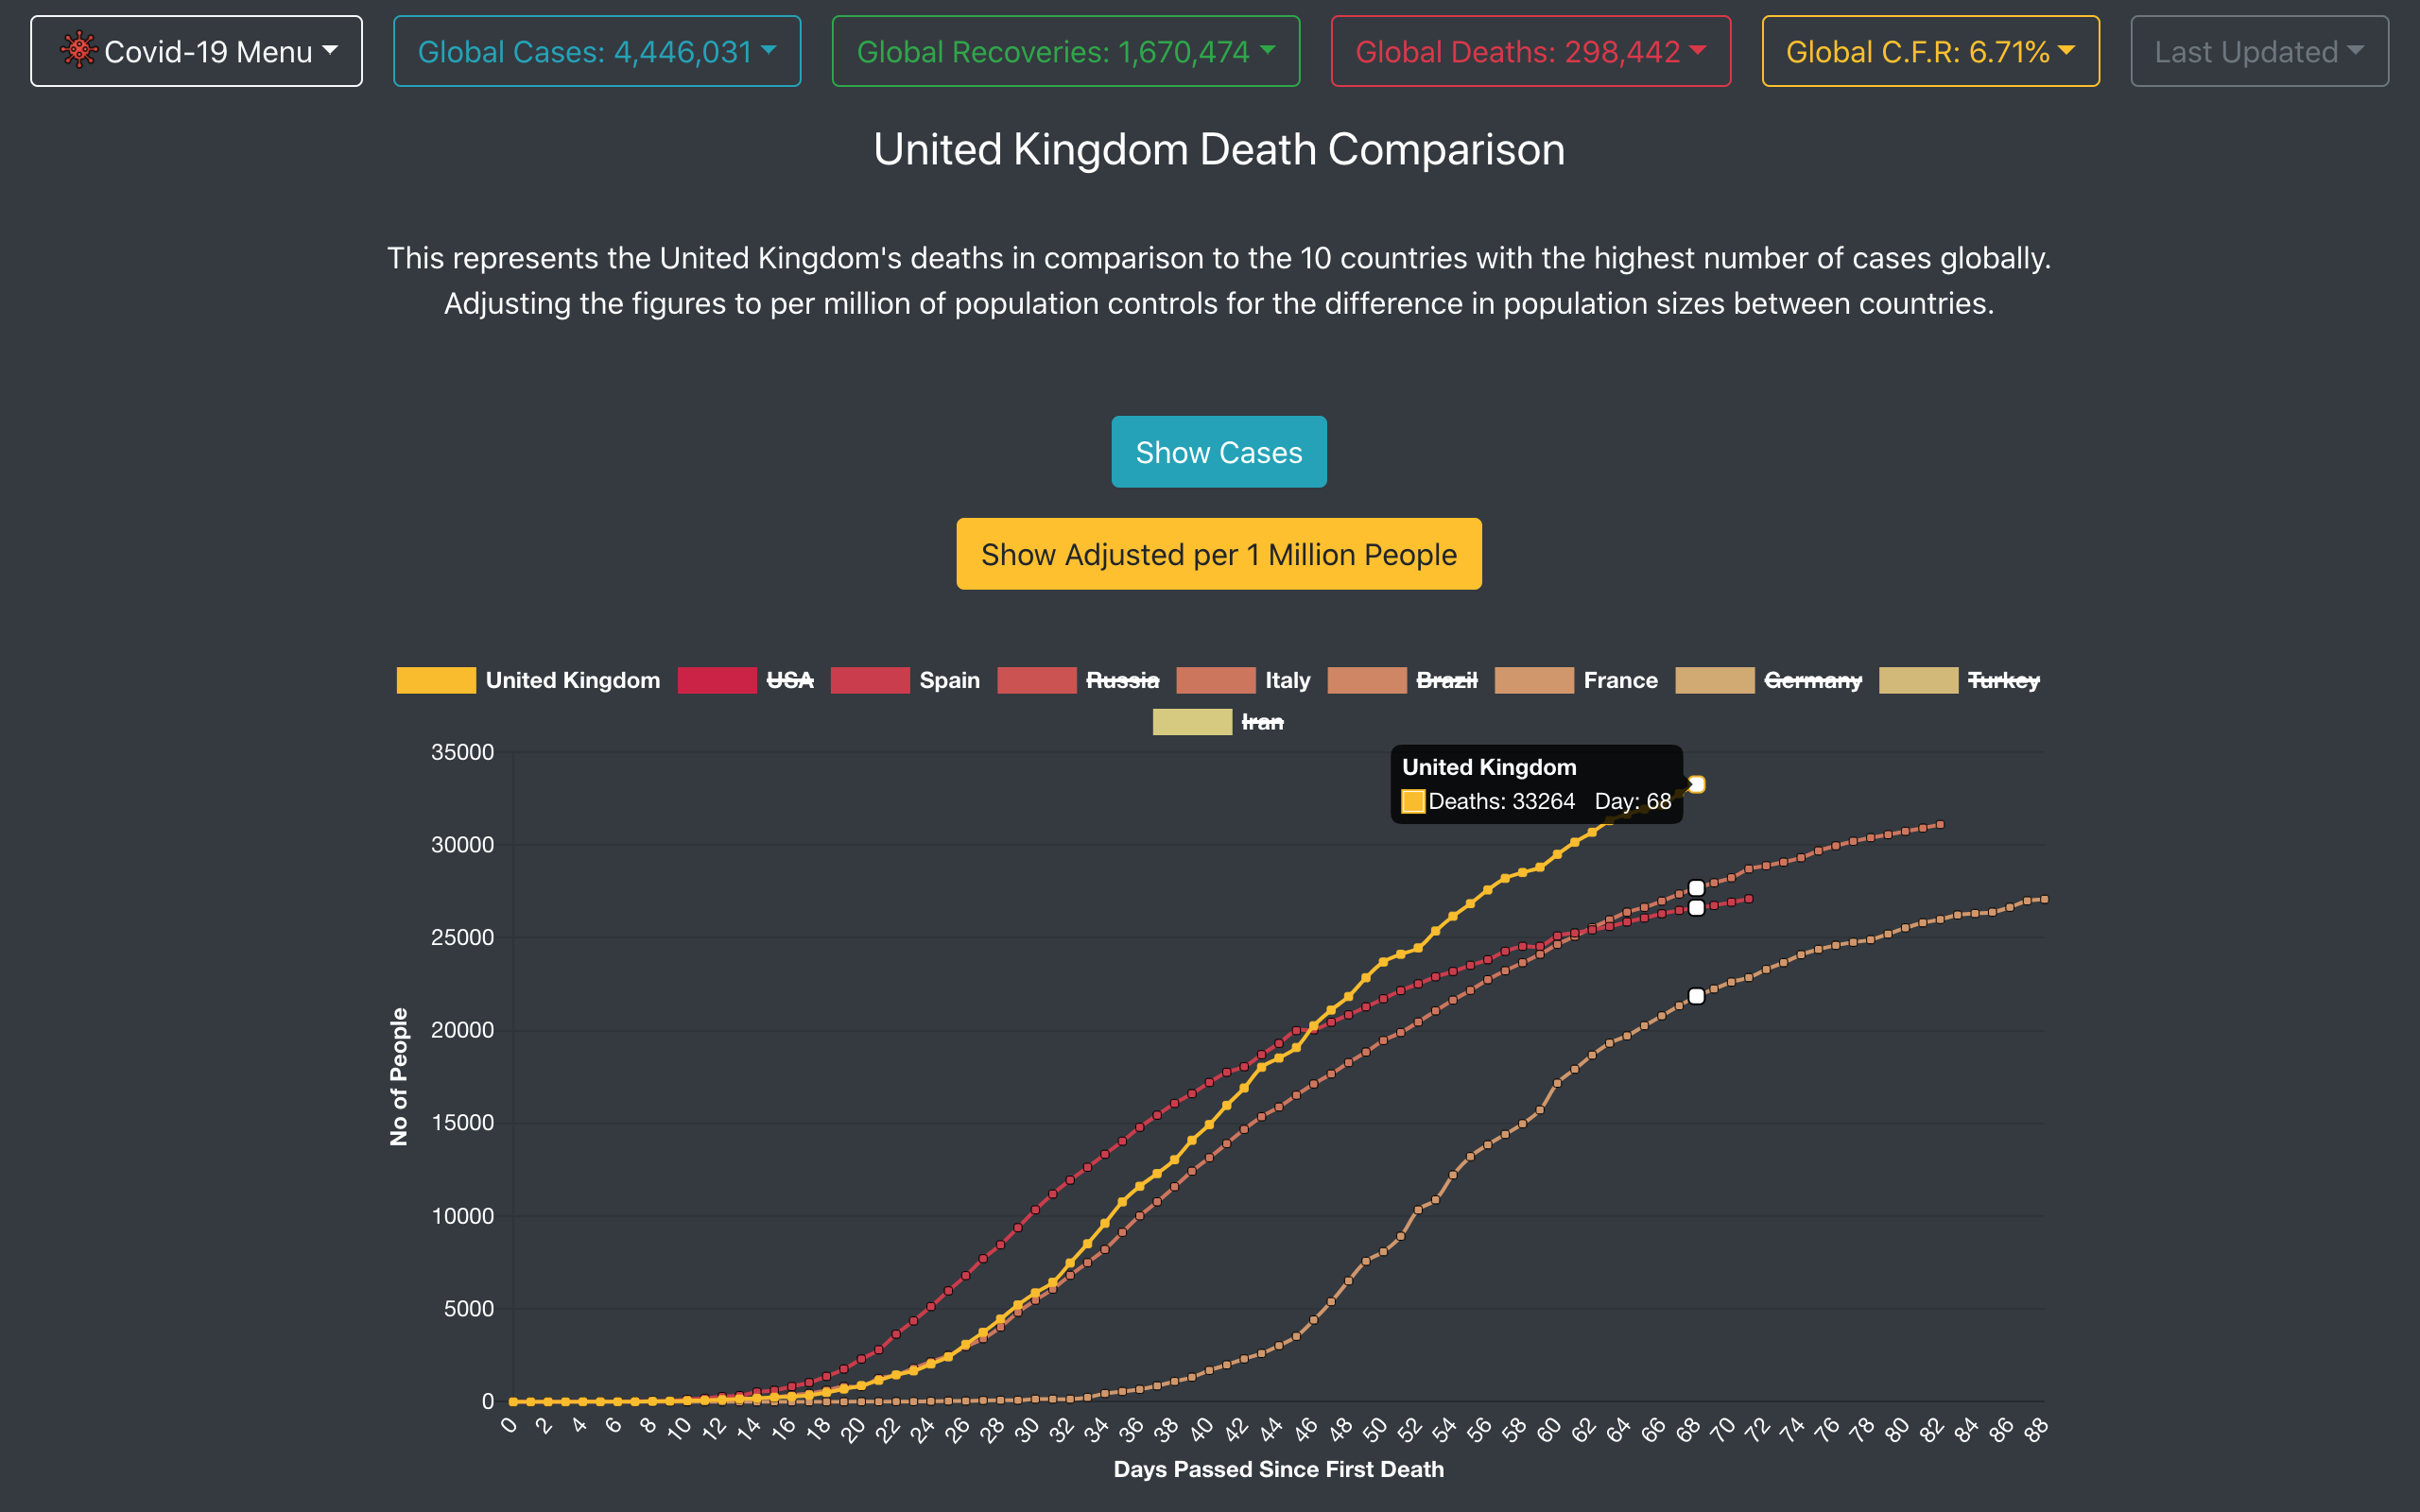 Covid-19 Menu
Global Cases: 4,446,031
Global Recoveries: 1,670,474
Global Deaths: 298,442
Global C.F.R: 6.71%
Last Updated
United Kingdom Death Comparison
This represents the United Kingdom's deaths in comparison to the 10 countries with the highest number of cases globally.
Adjusting the figures to per million of population controls for the difference in population sizes between countries.
Show Cases
Show Adjusted per 1 Million People
United Kingdom USA Spain Russia Italy Brazil France Germany Turkey
Iran
United Kingdom
Deaths: 33264 Day: 68
No of People
35000
30000
25000
20000
15000
10000
5000
0
0 2 4 6 8 10 12 14 16 18 20 22 24 26 28 30 32 34 36 38 40 42 44 46 48 50 52 54 56 58 60 62 64 66 68 70 72 74 76 78 80 82 84 86 88
Days Passed Since First Death